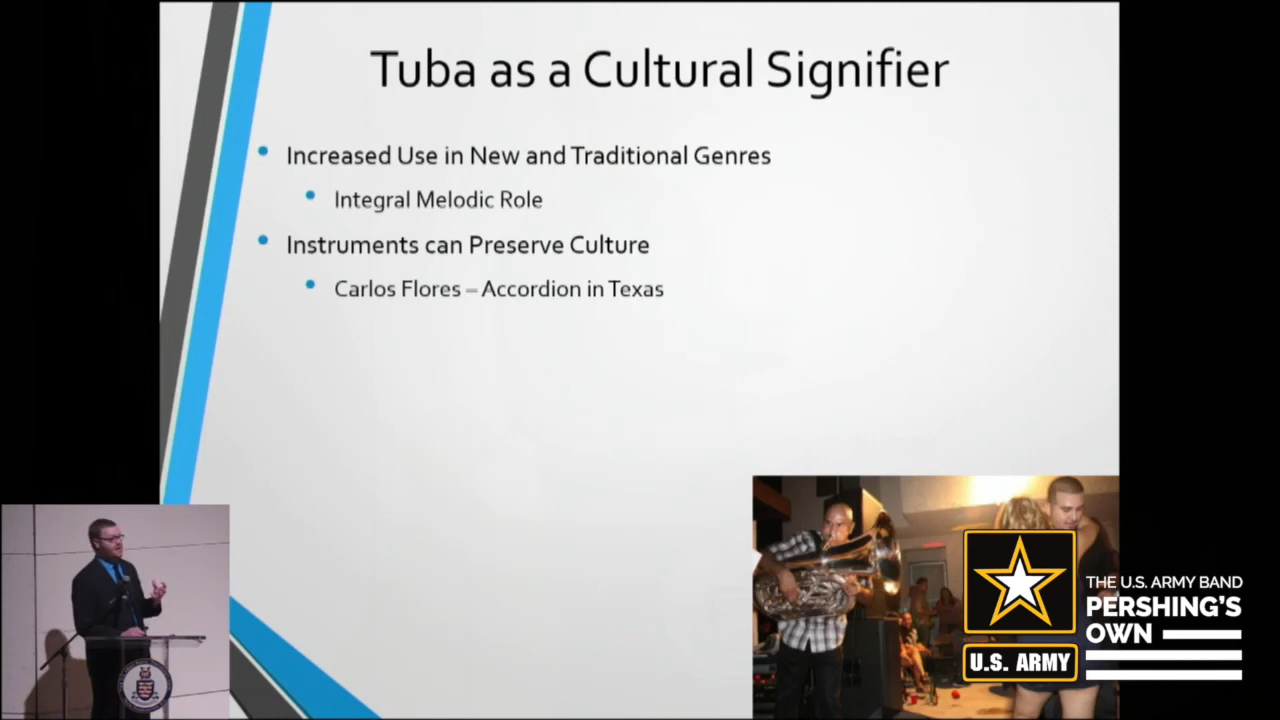 Tuba as a Cultural Signifier
Increased Use in New and Traditional Genres
Integral Melodic Role
Instruments can Preserve Culture
Carlos Flores – Accordion in Texas
THE U.S. ARMY BAND
PERSHING'S
OWN
U.S. ARMY